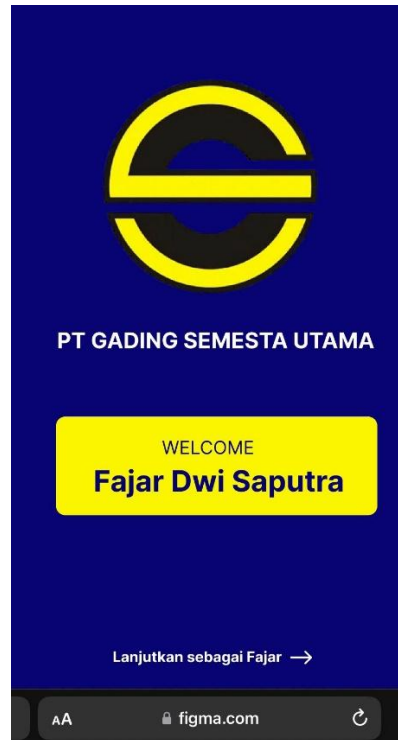 PT GADING SEMESTA UTAMA
WELCOME
Fajar Dwi Saputra
Lanjutkan sebagai Fajar →
AA figma.com